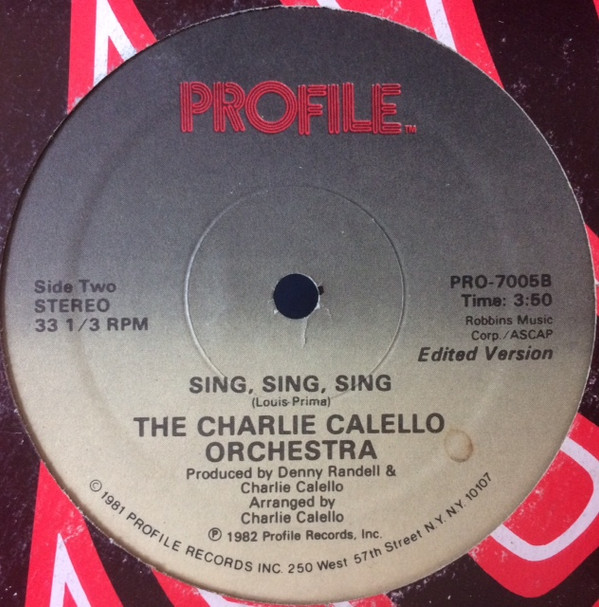 PROFILE™
Side Two
STEREO
33 1/3 RPM
PRO-7005B
Time: 3:50
Robbins Music
Corp./ASCAP
Edited Version
SING, SING, SING
(Louis Prima)
THE CHARLIE CALELLO
ORCHESTRA
Produced by Denny Randell &
Charlie Calello
Arranged by
Charlie Calello
℗ 1982 Profile Records, Inc.
© 1981 PROFILE RECORDS INC. 250 West 57th Street N.Y. N.Y. 10107